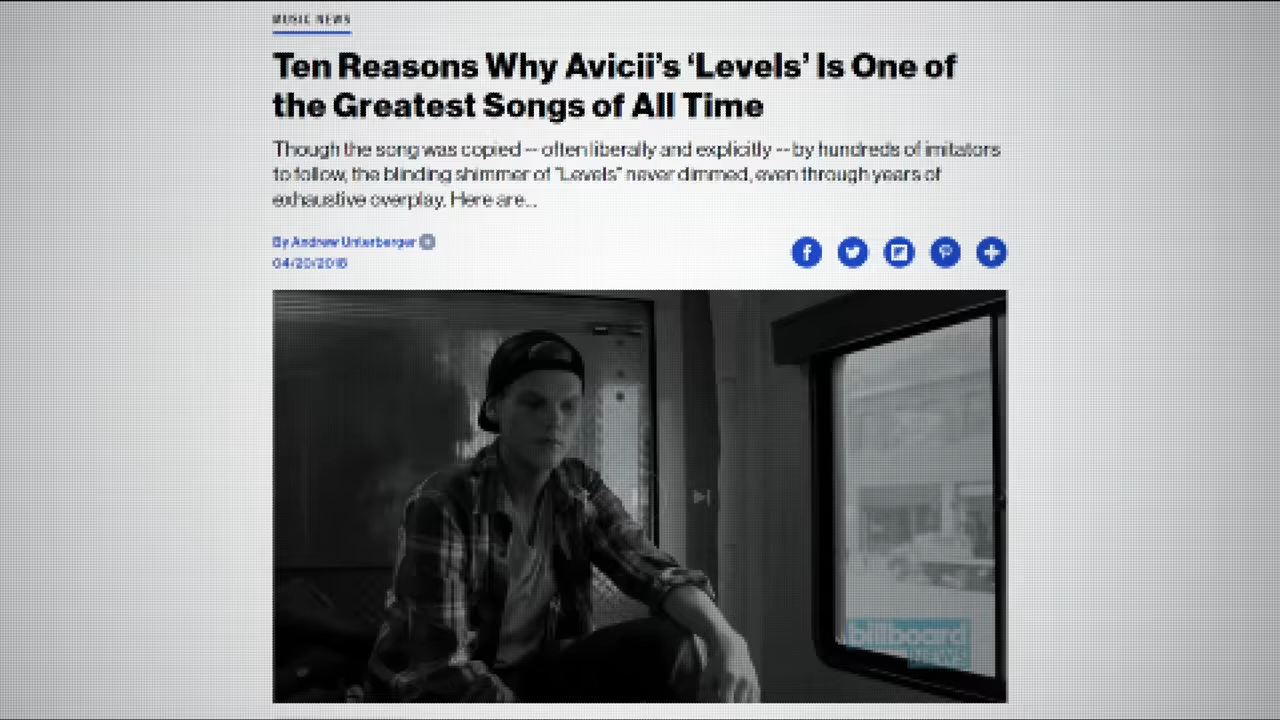 MUSIC NEWS
Ten Reasons Why Avicii's 'Levels' Is One of
the Greatest Songs of All Time
Though the song was copied -- often liberally and explicitly -- by hundreds of imitators
to follow, the blinding shimmer of "Levels" never dimmed, even through years of
exhaustive overplay. Here are...
By Andrew Unterberger
04/20/2018
billboard
news